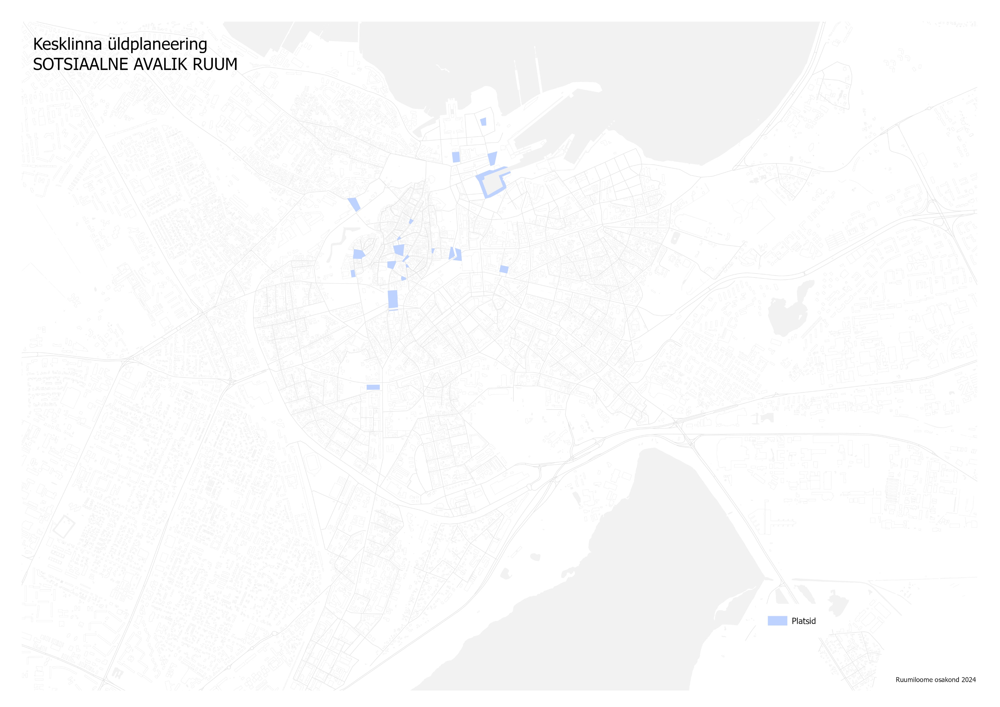 Kesklinna üldplaneering
SOTSIAALNE AVALIK RUUM
Platsid
Ruumiloome osakond 2024